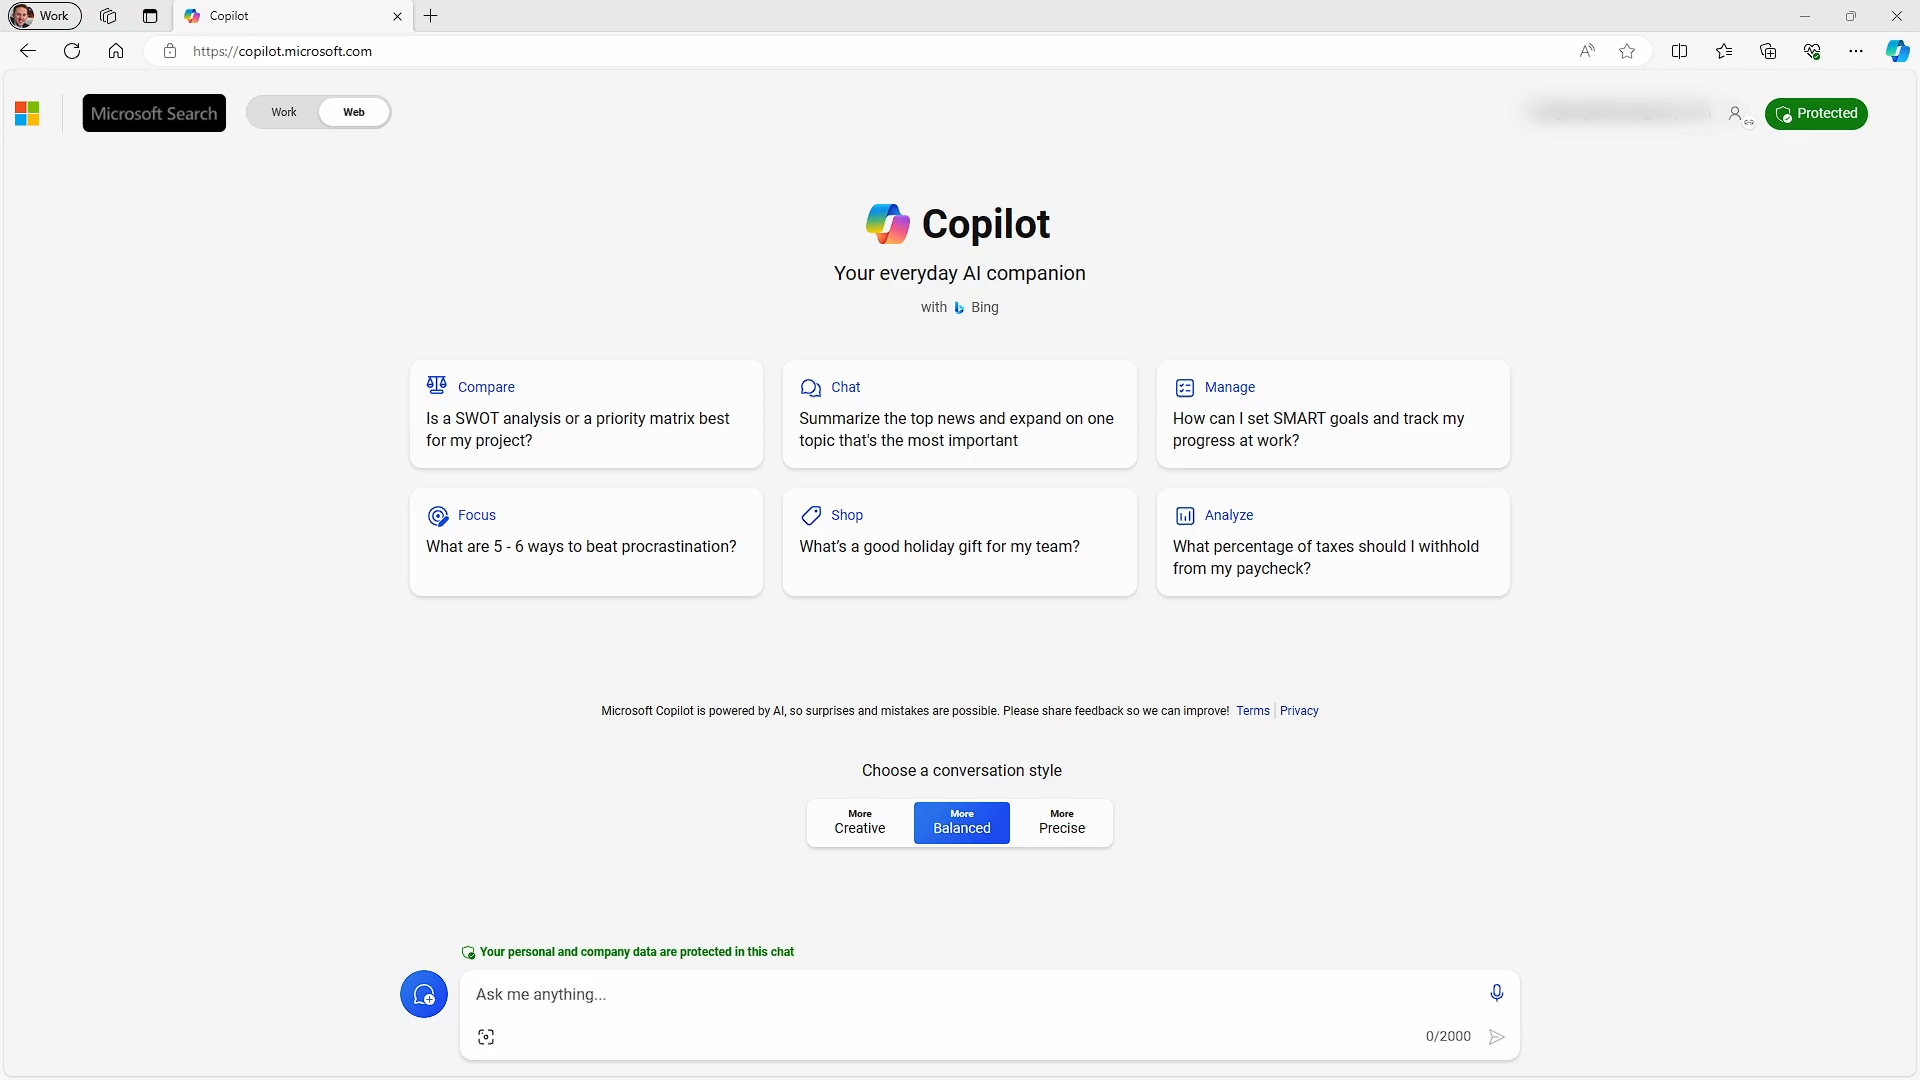 Work
Copilot
https://copilot.microsoft.com
Microsoft Search
Work
Web
Protected
Copilot
Your everyday AI companion
with Bing
Compare
Is a SWOT analysis or a priority matrix best
for my project?
Chat
Summarize the top news and expand on one
topic that's the most important
Manage
How can I set SMART goals and track my
progress at work?
Focus
What are 5 - 6 ways to beat procrastination?
Shop
What's a good holiday gift for my team?
Analyze
What percentage of taxes should I withhold
from my paycheck?
Microsoft Copilot is powered by AI, so surprises and mistakes are possible. Please share feedback so we can improve! Terms Privacy
Choose a conversation style
More
Creative
More
Balanced
More
Precise
Your personal and company data are protected in this chat
Ask me anything...
0/2000